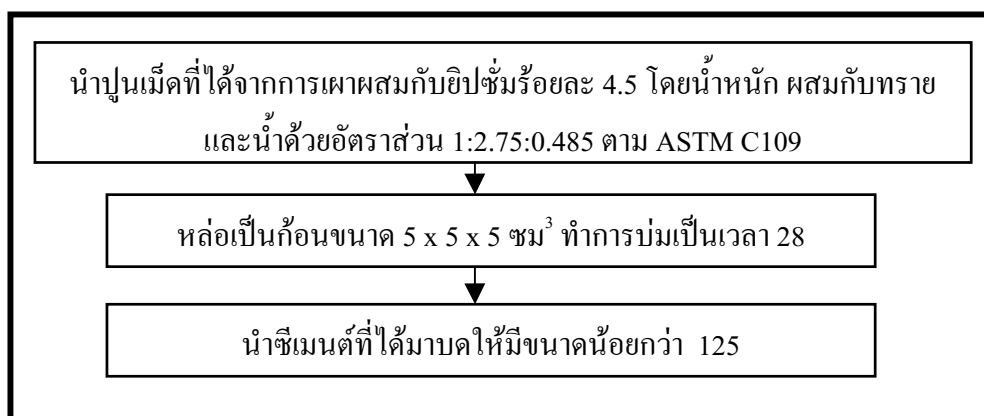 นำปูนเม็ดที่ได้จากการเผาผสมกับยิปซั่มร้อยละ 4.5 โดยน้ำหนัก ผสมกับทราย
และน้ำด้วยอัตราส่วน 1:2.75:0.485 ตาม ASTM C109
หล่อเป็นก้อนขนาด 5 x 5 x 5 ซม³ ทำการบ่มเป็นเวลา 28
นำซีเมนต์ที่ได้มาบดให้มีขนาดน้อยกว่า 125